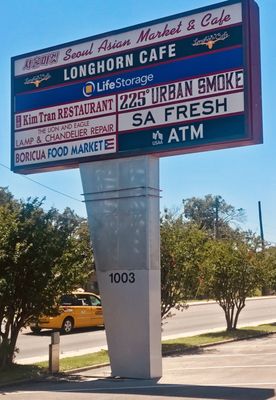 Seoul Asian Market & Cafe
LONGHORN CAFE
LifeStorage
Kim Tran RESTAURANT
225° URBAN SMOKE
THE LION AND EAGLE
LAMP & CHANDELIER REPAIR
SA FRESH
BORICUA FOOD MARKET
USAA ATM
1003